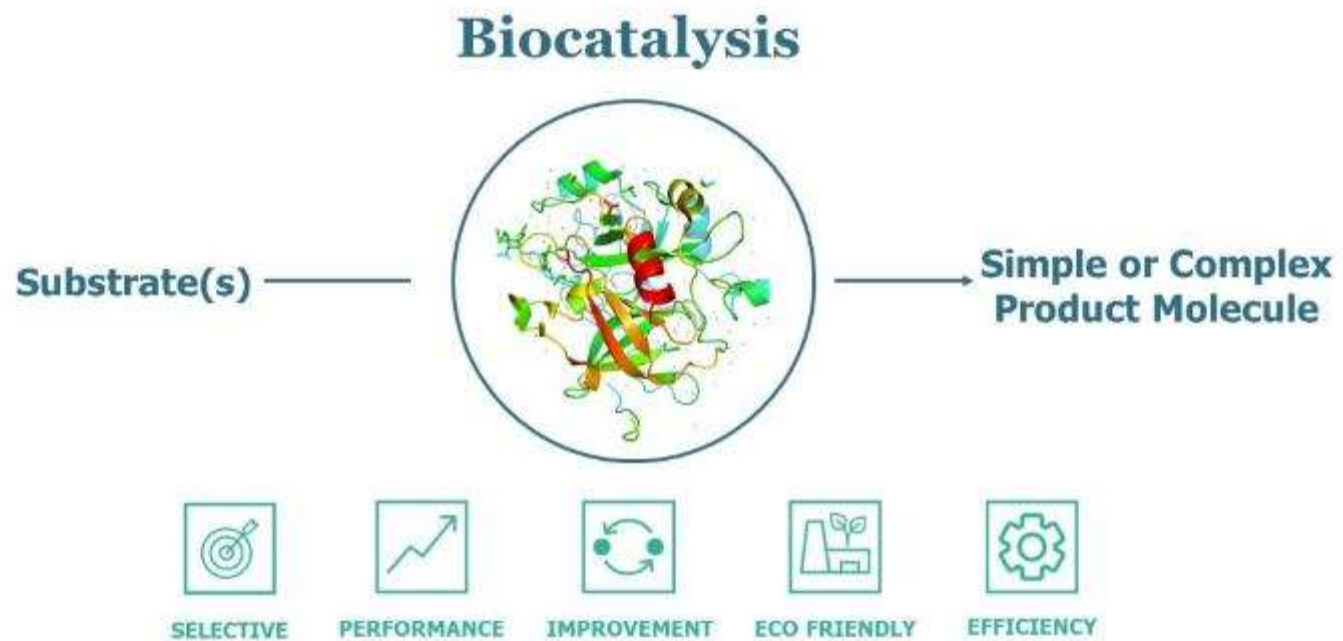 Biocatalysis
Substrate(s)
Simple or Complex
Product Molecule
SELECTIVE
PERFORMANCE
IMPROVEMENT
ECO FRIENDLY
EFFICIENCY